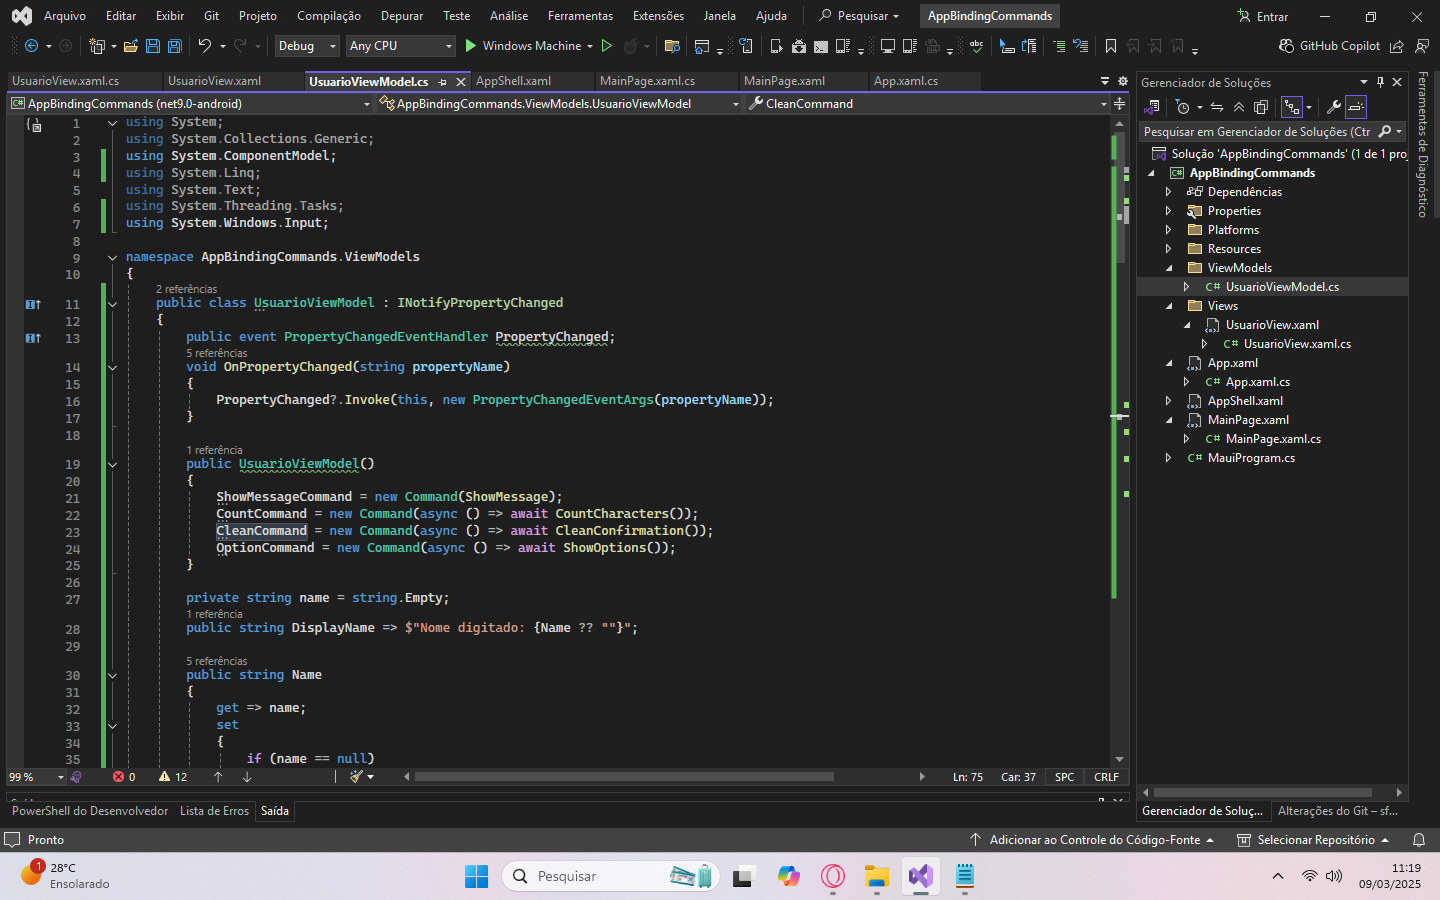 Arquivo Editar Exibir Git Projeto Compilação Depurar Teste Análise Ferramentas Extensões Janela Ajuda Pesquisar AppBindingCommands Entrar
Debug Any CPU Windows Machine GitHub Copilot
UsuarioView.xaml.cs UsuarioView.xaml UsuarioViewModel.cs AppShell.xaml MainPage.xaml.cs MainPage.xaml App.xaml.cs
AppBindingCommands (net9.0-android) AppBindingCommands.ViewModels.UsuarioViewModel CleanCommand
1 using System;
2 using System.Collections.Generic;
3 using System.ComponentModel;
4 using System.Linq;
5 using System.Text;
6 using System.Threading.Tasks;
7 using System.Windows.Input;
8
9 namespace AppBindingCommands.ViewModels
10 {
2 referências
11 public class UsuarioViewModel : INotifyPropertyChanged
12 {
13 public event PropertyChangedEventHandler PropertyChanged;
5 referências
14 void OnPropertyChanged(string propertyName)
15 {
16 PropertyChanged?.Invoke(this, new PropertyChangedEventArgs(propertyName));
17 }
18
1 referência
19 public UsuarioViewModel()
20 {
21 ShowMessageCommand = new Command(ShowMessage);
22 CountCommand = new Command(async () => await CountCharacters());
23 CleanCommand = new Command(async () => await CleanConfirmation());
24 OptionCommand = new Command(async () => await ShowOptions());
25 }
26
27 private string name = string.Empty;
1 referência
28 public string DisplayName => $"Nome digitado: {Name ?? ""}";
29
5 referências
30 public string Name
31 {
32 get => name;
33 set
34 {
35 if (name == null)
99 % 0 12 Ln: 75 Car: 37 SPC CRLF
PowerShell do Desenvolvedor Lista de Erros Saída
Gerenciador de Soluções
Pesquisar em Gerenciador de Soluções (Ctr
Solução 'AppBindingCommands' (1 de 1 proj
AppBindingCommands
Dependências
Properties
Platforms
Resources
ViewModels
UsuarioViewModel.cs
Views
UsuarioView.xaml
UsuarioView.xaml.cs
App.xaml
App.xaml.cs
AppShell.xaml
MainPage.xaml
MainPage.xaml.cs
MauiProgram.cs
Gerenciador de Soluç... Alterações do Git – sf...
Ferramentas de Diagnóstico
Pronto Adicionar ao Controle do Código-Fonte Selecionar Repositório
1 28°C
Ensolarado
Pesquisar
11:19
09/03/2025